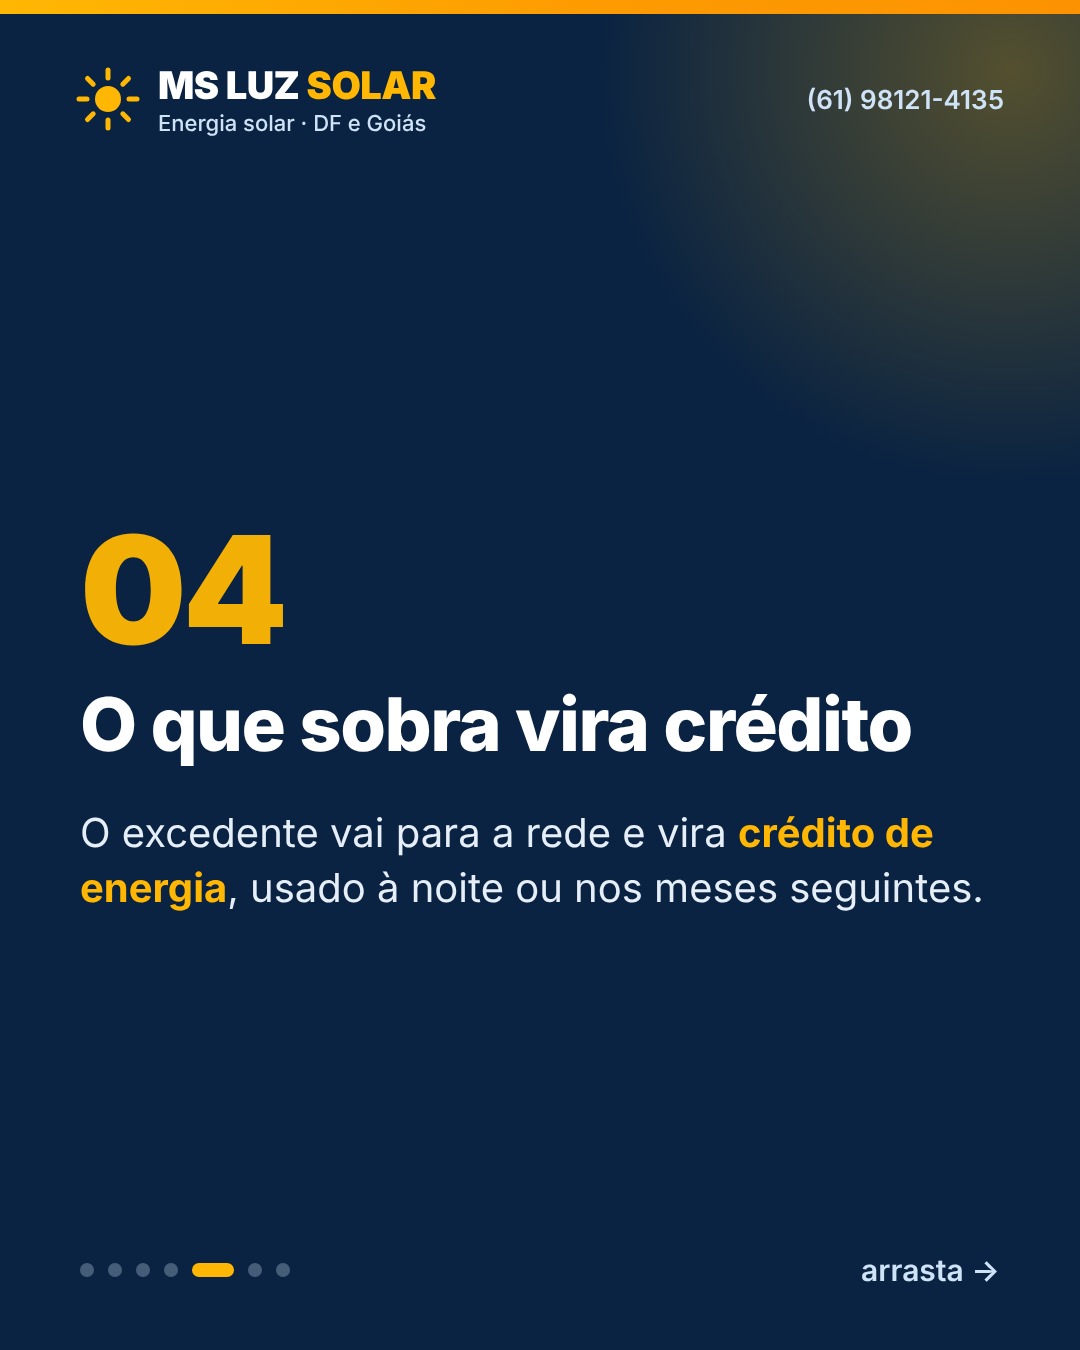 MS LUZ SOLAR
Energia solar · DF e Goiás
(61) 98121-4135
04
O que sobra vira crédito
O excedente vai para a rede e vira crédito de
energia, usado à noite ou nos meses seguintes.
arrasta →